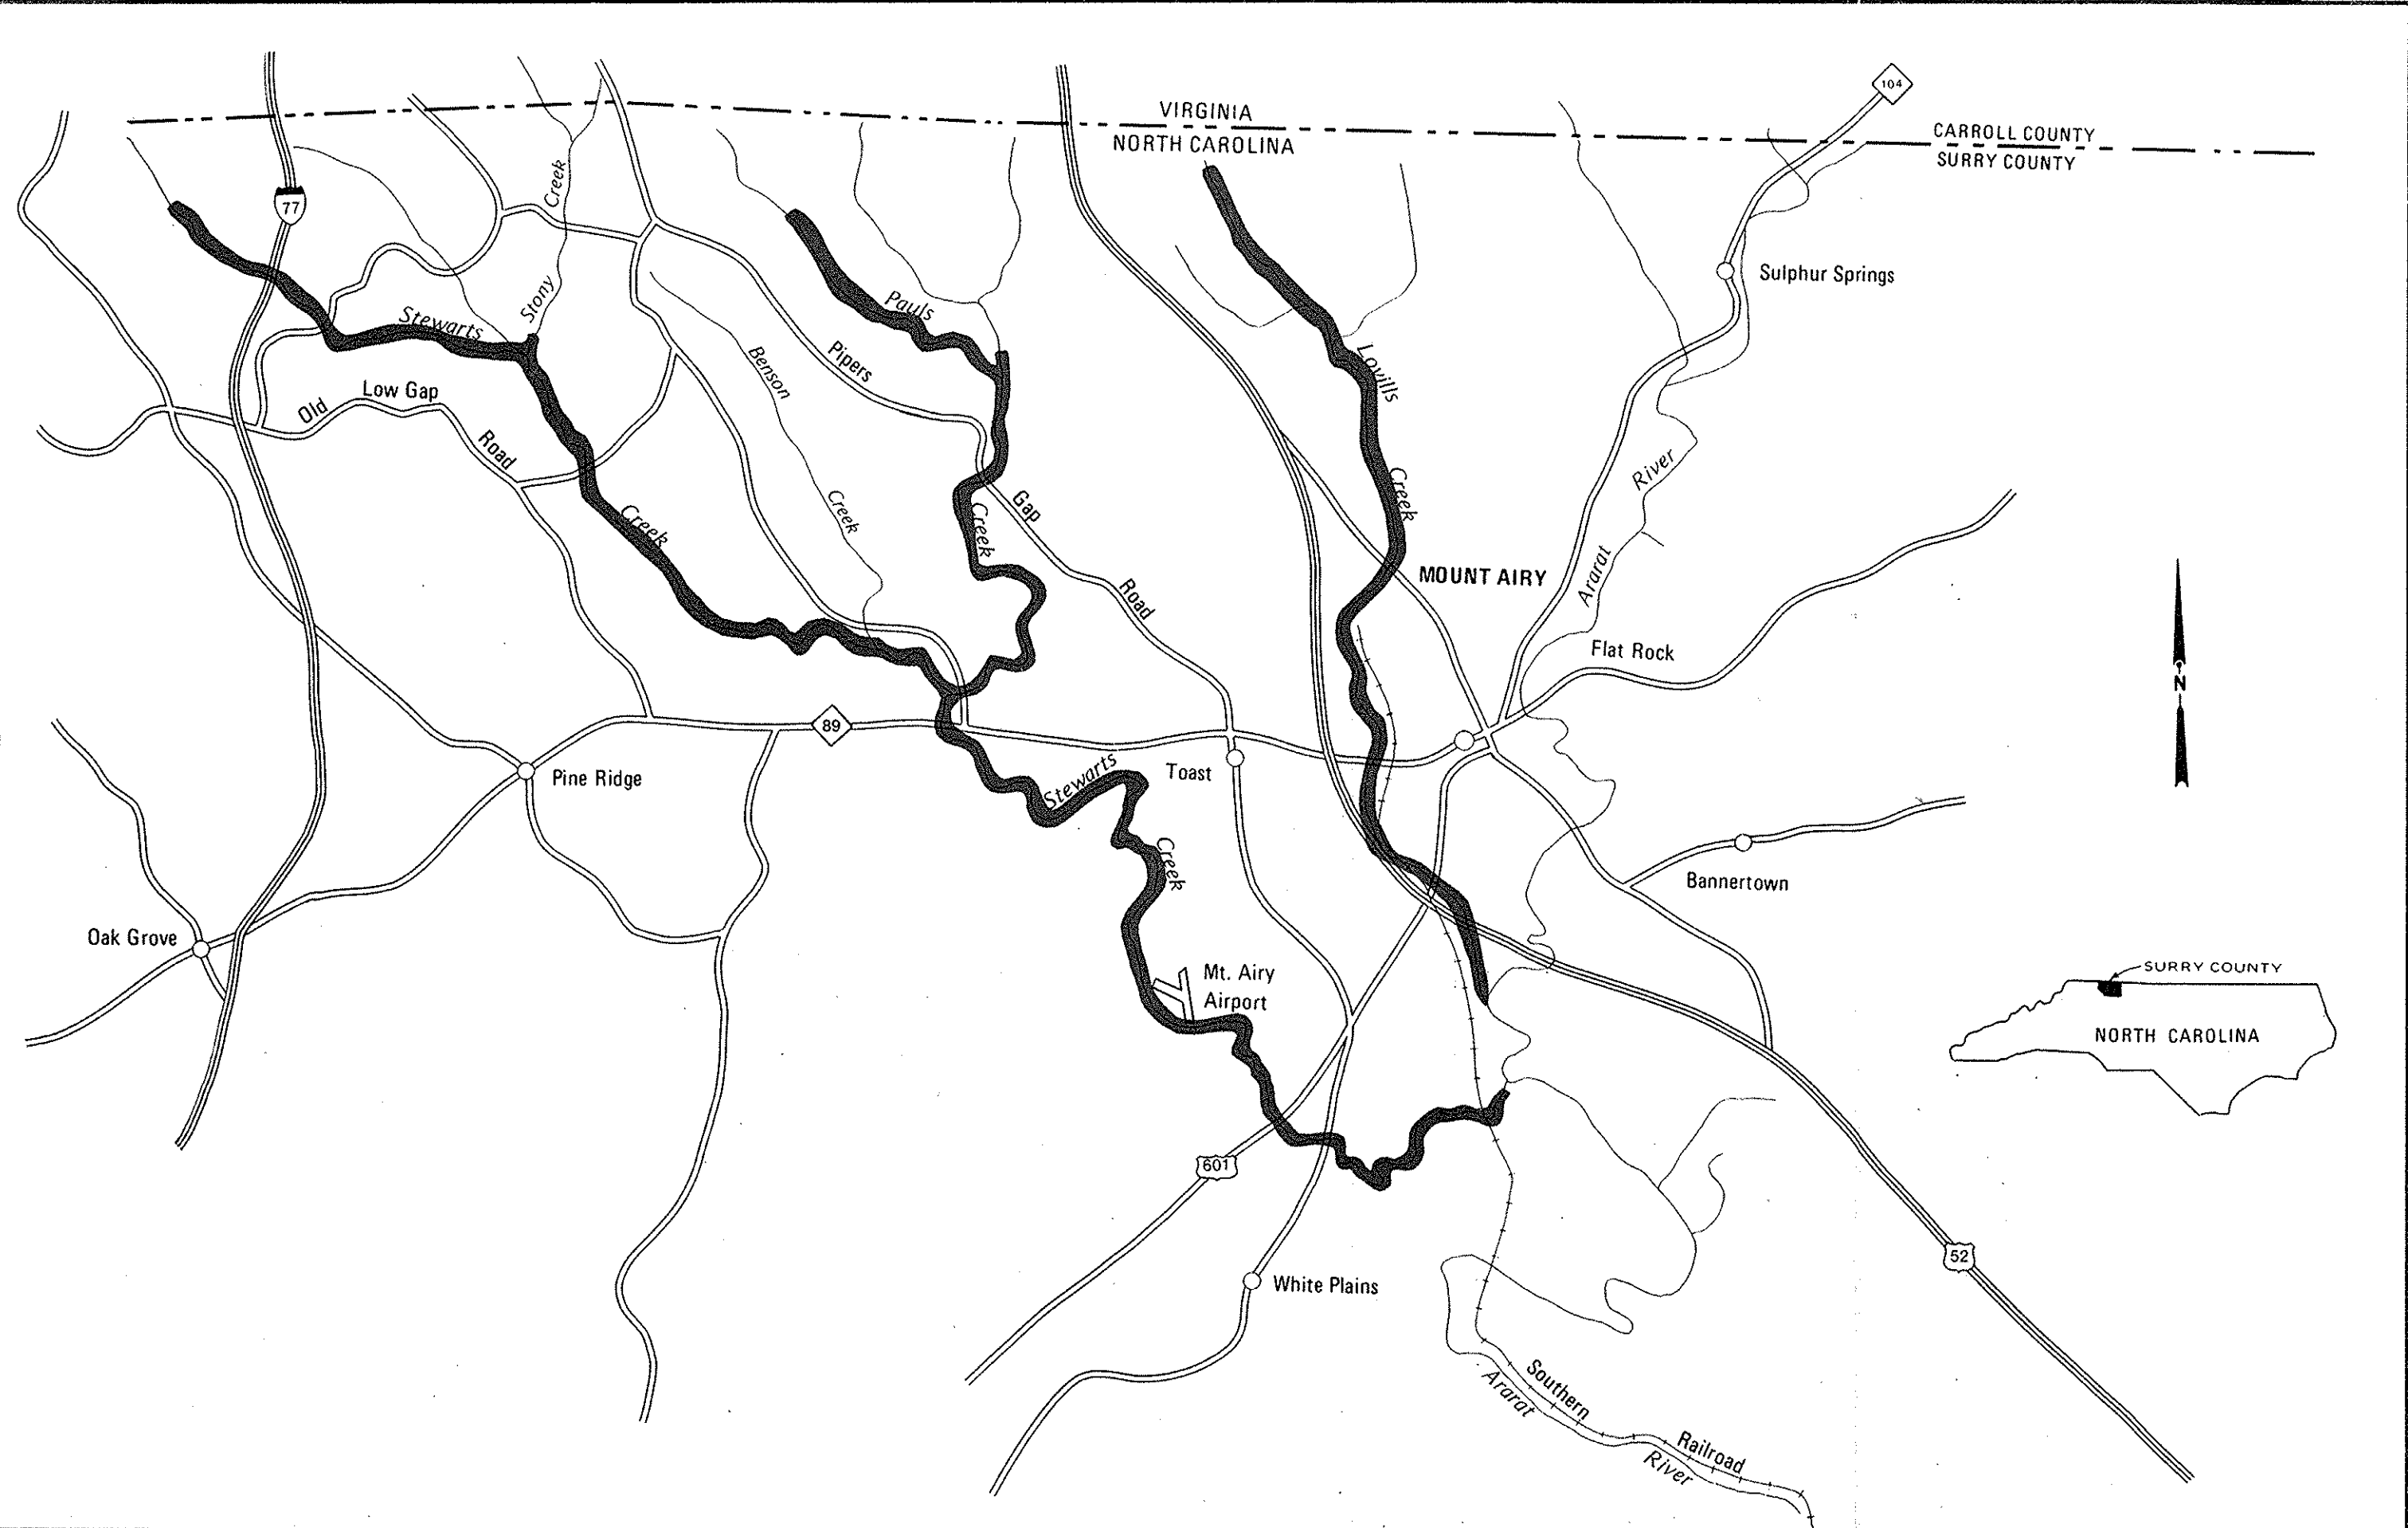 104
VIRGINIA
NORTH CAROLINA
CARROLL COUNTY
SURRY COUNTY
77
Creek
Stony
Stewarts
Pauls
Pipers
Benson
Lovills
Sulphur Springs
Old
Low Gap
Road
Creek
Creek
Creek
Gap
Road
Creek
River
Ararat
MOUNT AIRY
Flat Rock
N
89
Pine Ridge
Toast
Stewarts
Creek
Bannertown
Oak Grove
Mt. Airy
Airport
SURRY COUNTY
NORTH CAROLINA
601
52
White Plains
Southern
Railroad
Ararat
River